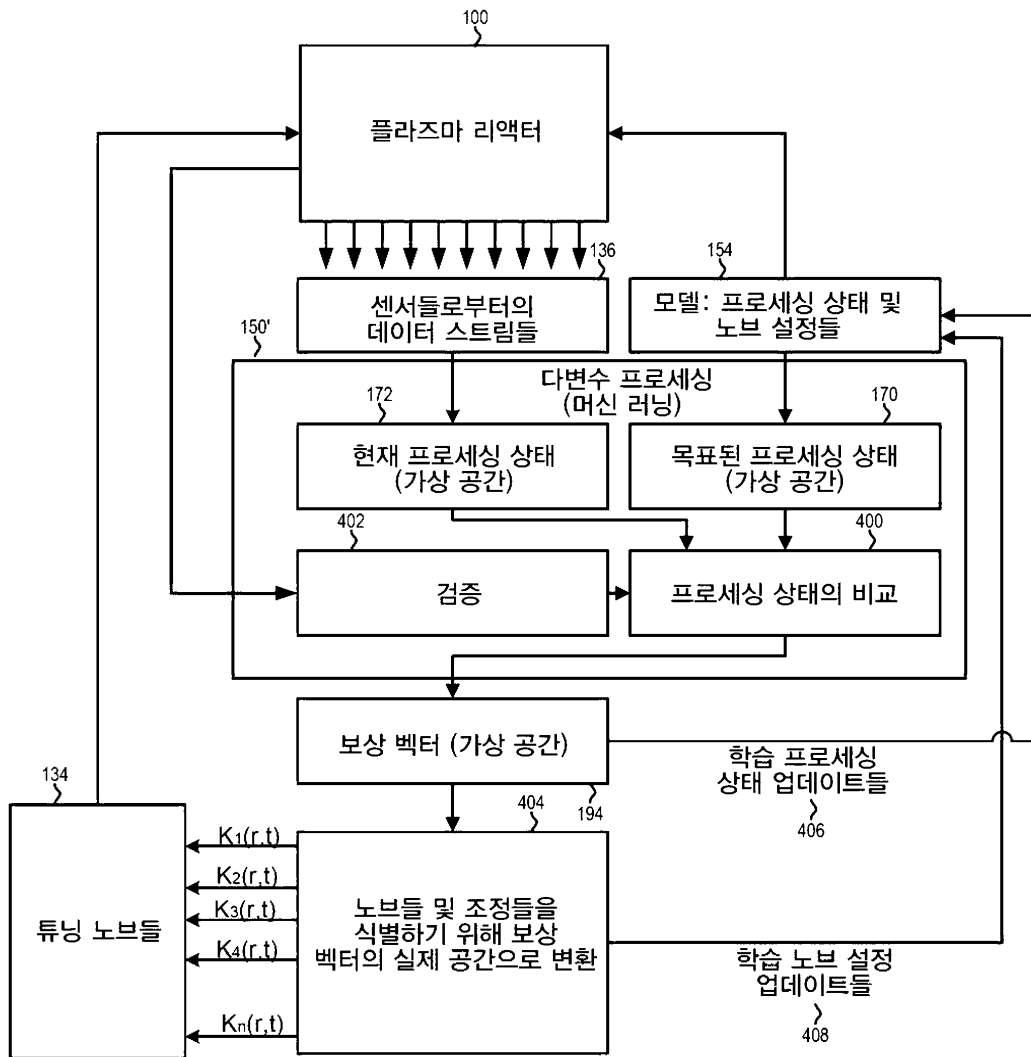 100
플라즈마 리액터
136
센서들로부터의
데이터 스트림들
154
모델: 프로세싱 상태 및
노브 설정들
150'
다변수 프로세싱
(머신 러닝)
172
현재 프로세싱 상태
(가상 공간)
170
목표된 프로세싱 상태
(가상 공간)
402
검증
400
프로세싱 상태의 비교
보상 벡터 (가상 공간)
194
학습 프로세싱
상태 업데이트들
406
134
튜닝 노브들
K1(r,t)
K2(r,t)
K3(r,t)
K4(r,t)
Kn(r,t)
404
노브들 및 조정들을
식별하기 위해 보상
벡터의 실제 공간으로 변환
학습 노브 설정
업데이트들
408